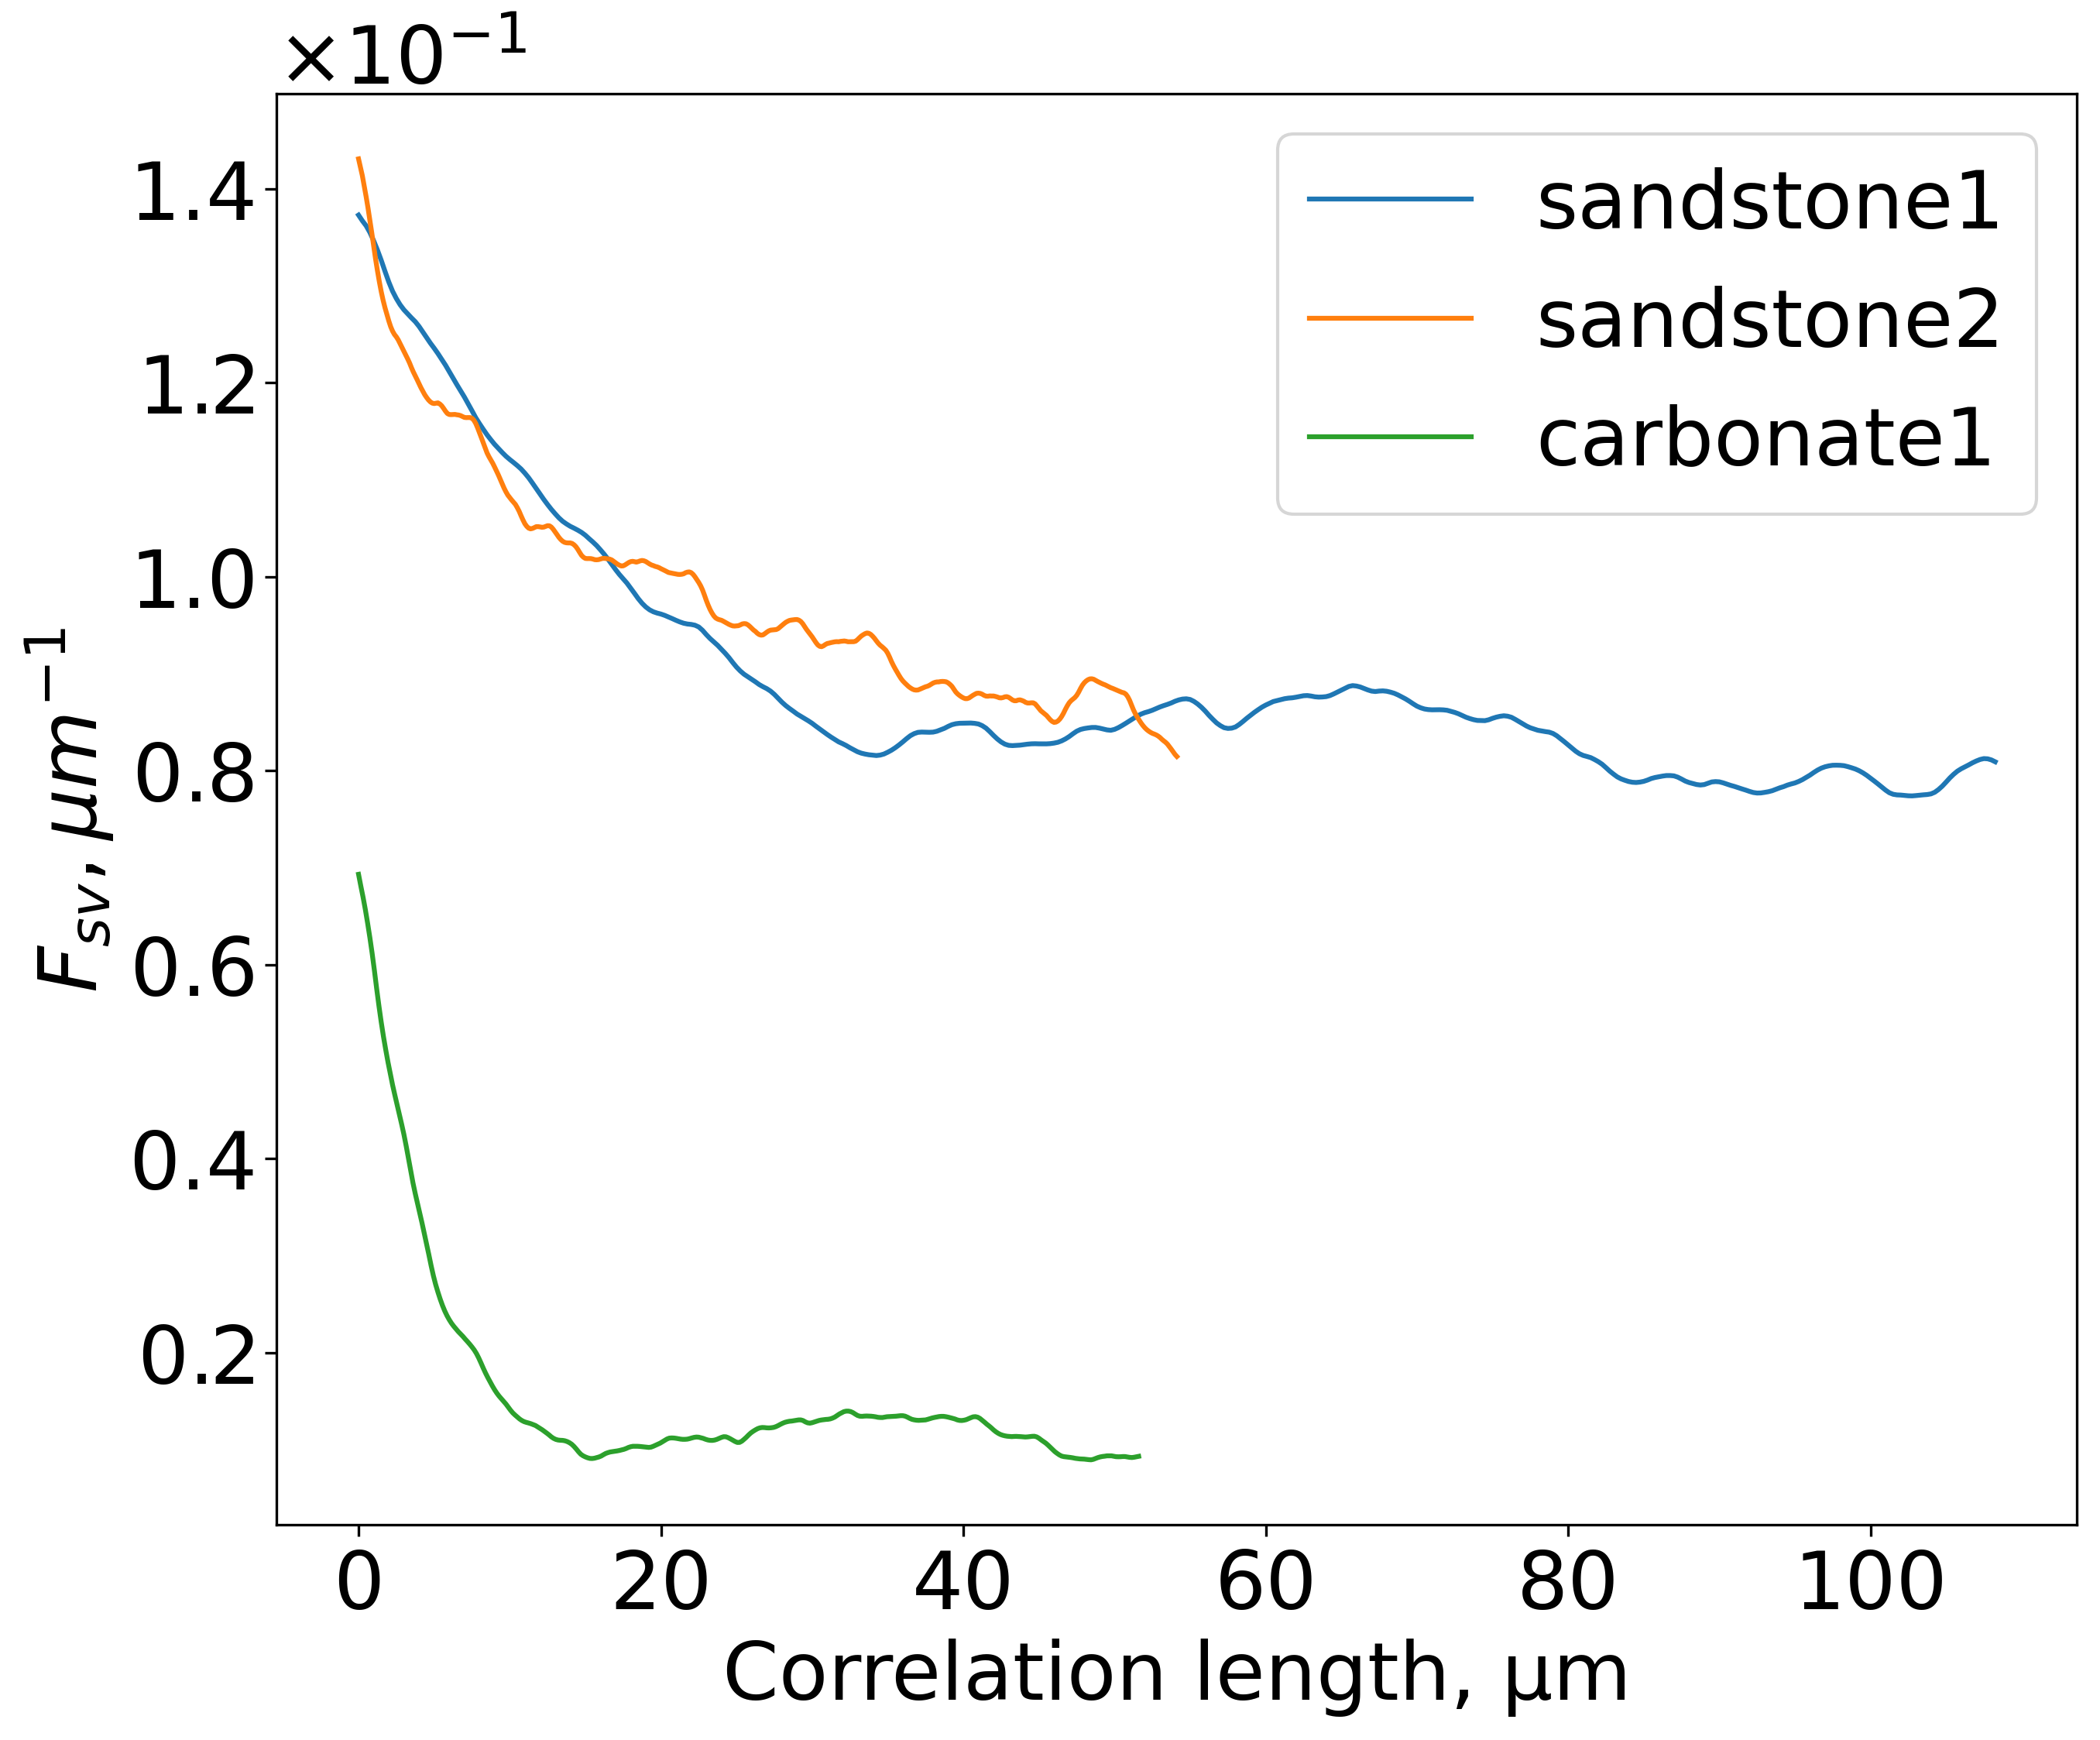 ×10⁻¹
1.4
1.2
1.0
0.8
0.6
0.4
0.2
F_sv, μm⁻¹
sandstone1
sandstone2
carbonate1
0 20 40 60 80 100
Correlation length, μm